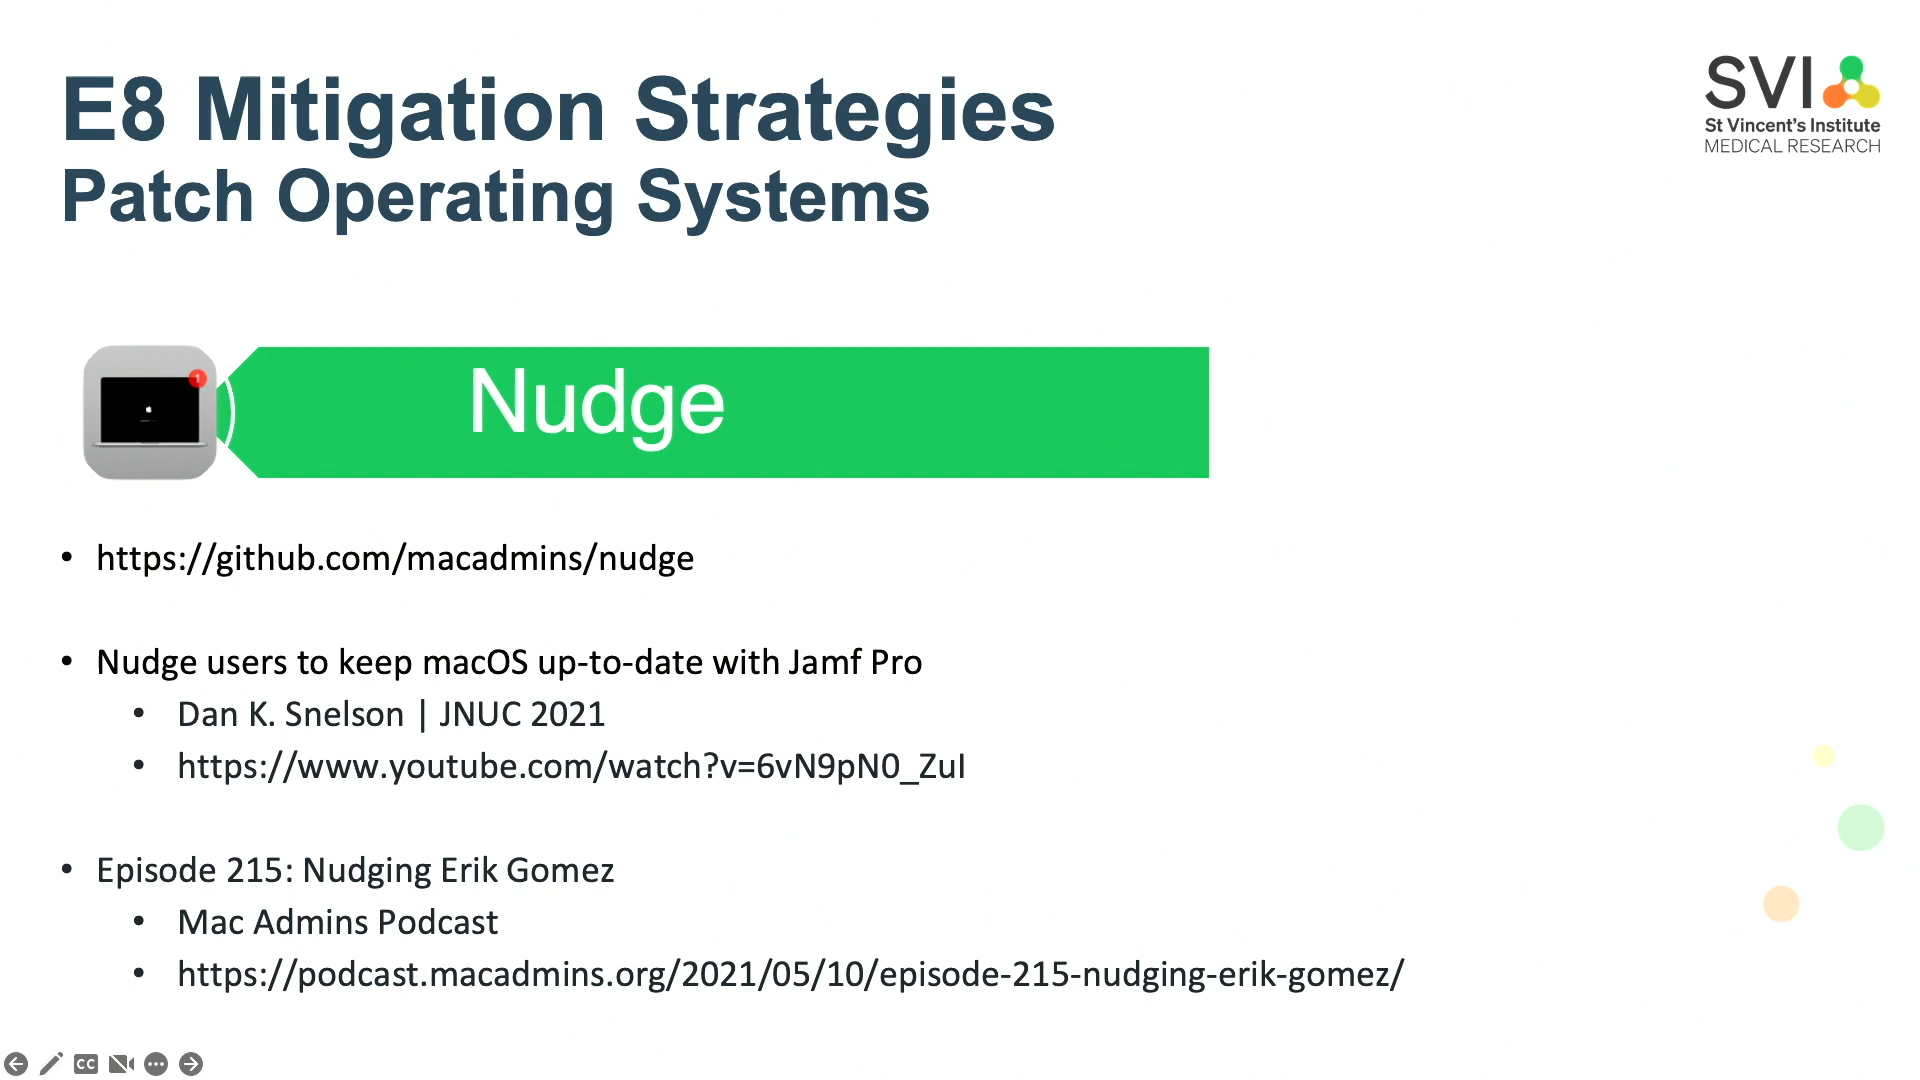 E8 Mitigation Strategies
Patch Operating Systems
SVI
St Vincent's Institute
MEDICAL RESEARCH
1
Nudge
• https://github.com/macadmins/nudge
• Nudge users to keep macOS up-to-date with Jamf Pro
• Dan K. Snelson | JNUC 2021
• https://www.youtube.com/watch?v=6vN9pN0_ZuI
• Episode 215: Nudging Erik Gomez
• Mac Admins Podcast
• https://podcast.macadmins.org/2021/05/10/episode-215-nudging-erik-gomez/
CC